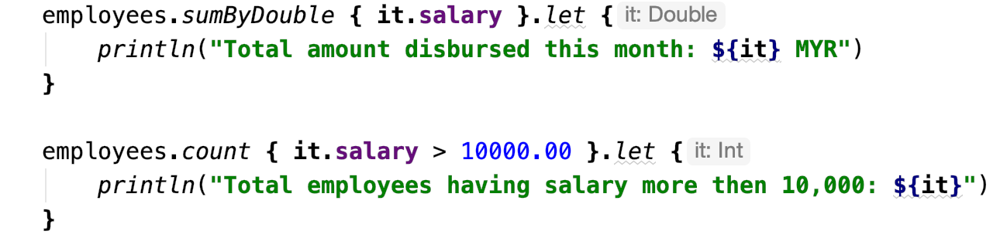 employees.sumByDouble { it.salary }.let { it: Double
    println("Total amount disbursed this month: ${it} MYR")
}

employees.count { it.salary > 10000.00 }.let { it: Int
    println("Total employees having salary more then 10,000: ${it}")
}